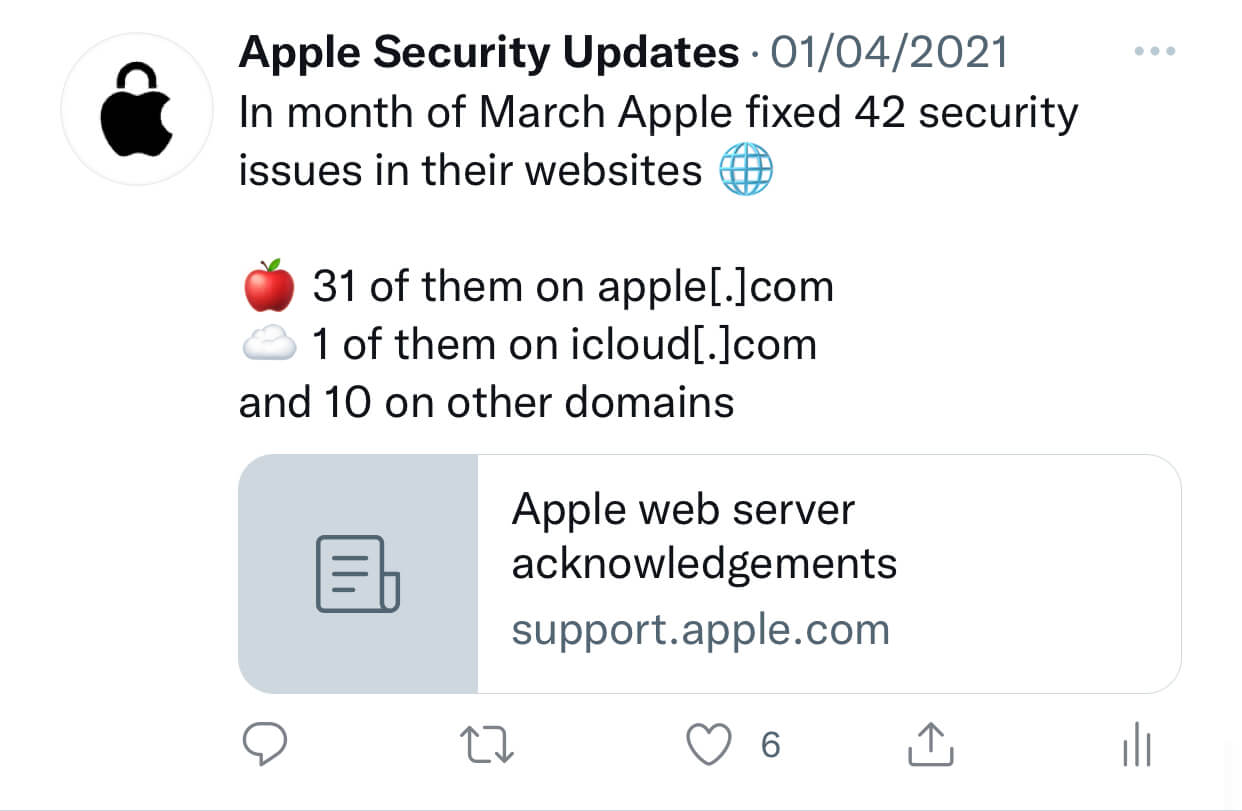 Apple Security Updates · 01/04/2021
In month of March Apple fixed 42 security
issues in their websites 🌐
🍎 31 of them on apple[.]com
☁️ 1 of them on icloud[.]com
and 10 on other domains
Apple web server
acknowledgements
support.apple.com
6